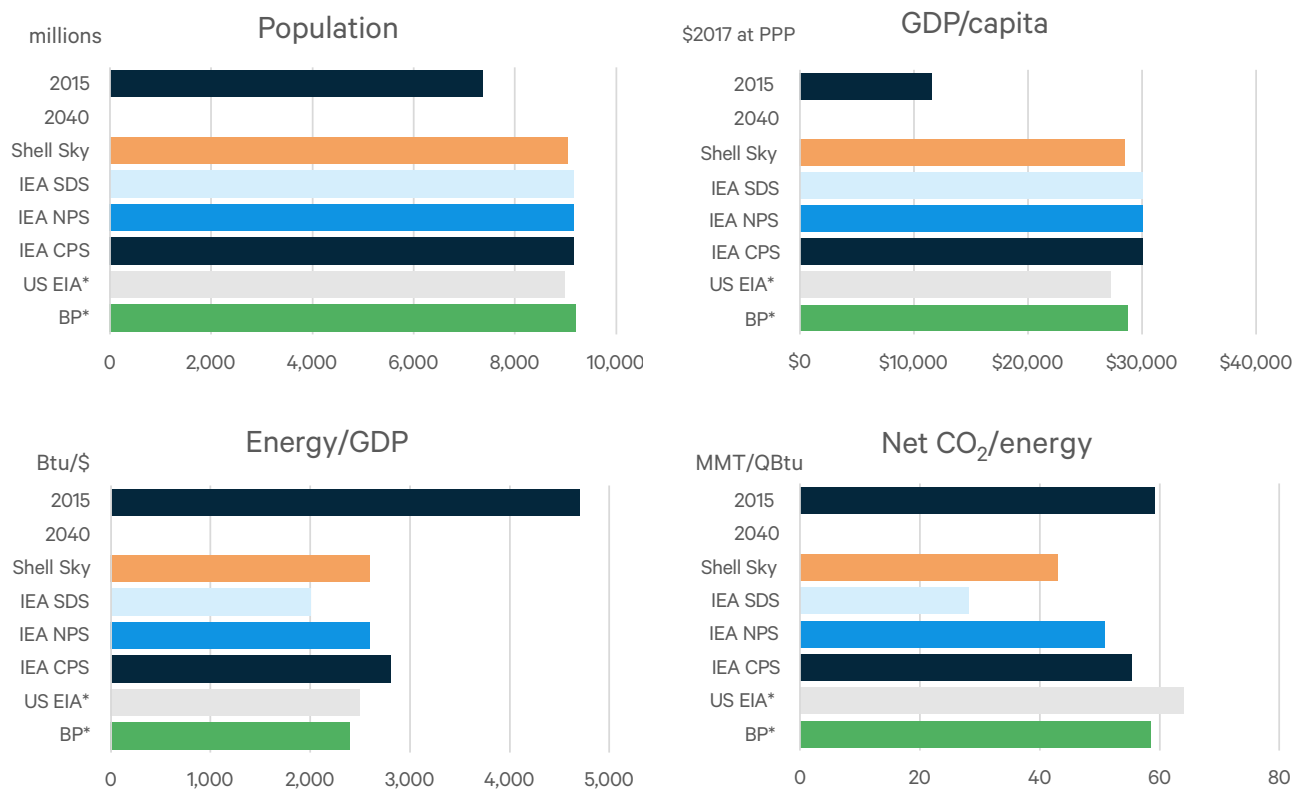 Population
millions
2015
2040
Shell Sky
IEA SDS
IEA NPS
IEA CPS
US EIA*
BP*
0 2,000 4,000 6,000 8,000 10,000
GDP/capita
$2017 at PPP
2015
2040
Shell Sky
IEA SDS
IEA NPS
IEA CPS
US EIA*
BP*
$0 $10,000 $20,000 $30,000 $40,000
Energy/GDP
Btu/$
2015
2040
Shell Sky
IEA SDS
IEA NPS
IEA CPS
US EIA*
BP*
0 1,000 2,000 3,000 4,000 5,000
Net CO₂/energy
MMT/QBtu
2015
2040
Shell Sky
IEA SDS
IEA NPS
IEA CPS
US EIA*
BP*
0 20 40 60 80